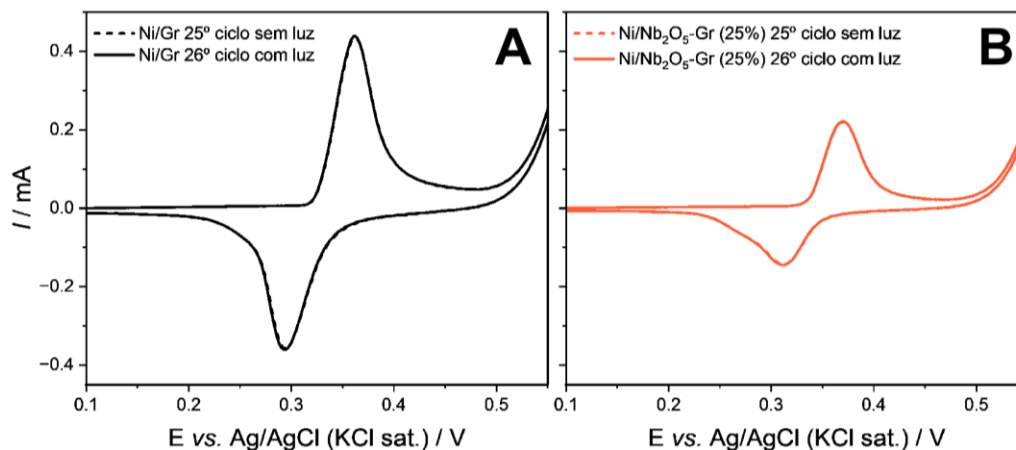 Ni/Gr 25º ciclo sem luz
Ni/Gr 26º ciclo com luz
A
0.4
0.2
0.0
−0.2
−0.4
I / mA
0.1 0.2 0.3 0.4 0.5
E vs. Ag/AgCl (KCl sat.) / V
Ni/Nb₂O₅-Gr (25%) 25º ciclo sem luz
Ni/Nb₂O₅-Gr (25%) 26º ciclo com luz
B
0.1 0.2 0.3 0.4 0.5
E vs. Ag/AgCl (KCl sat.) / V